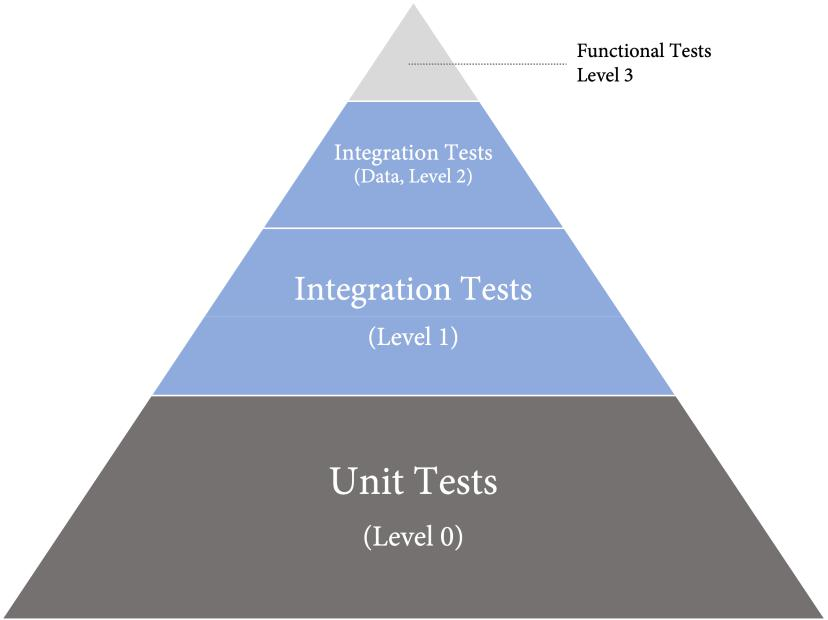 Functional Tests
Level 3
Integration Tests
(Data, Level 2)
Integration Tests
(Level 1)
Unit Tests
(Level 0)